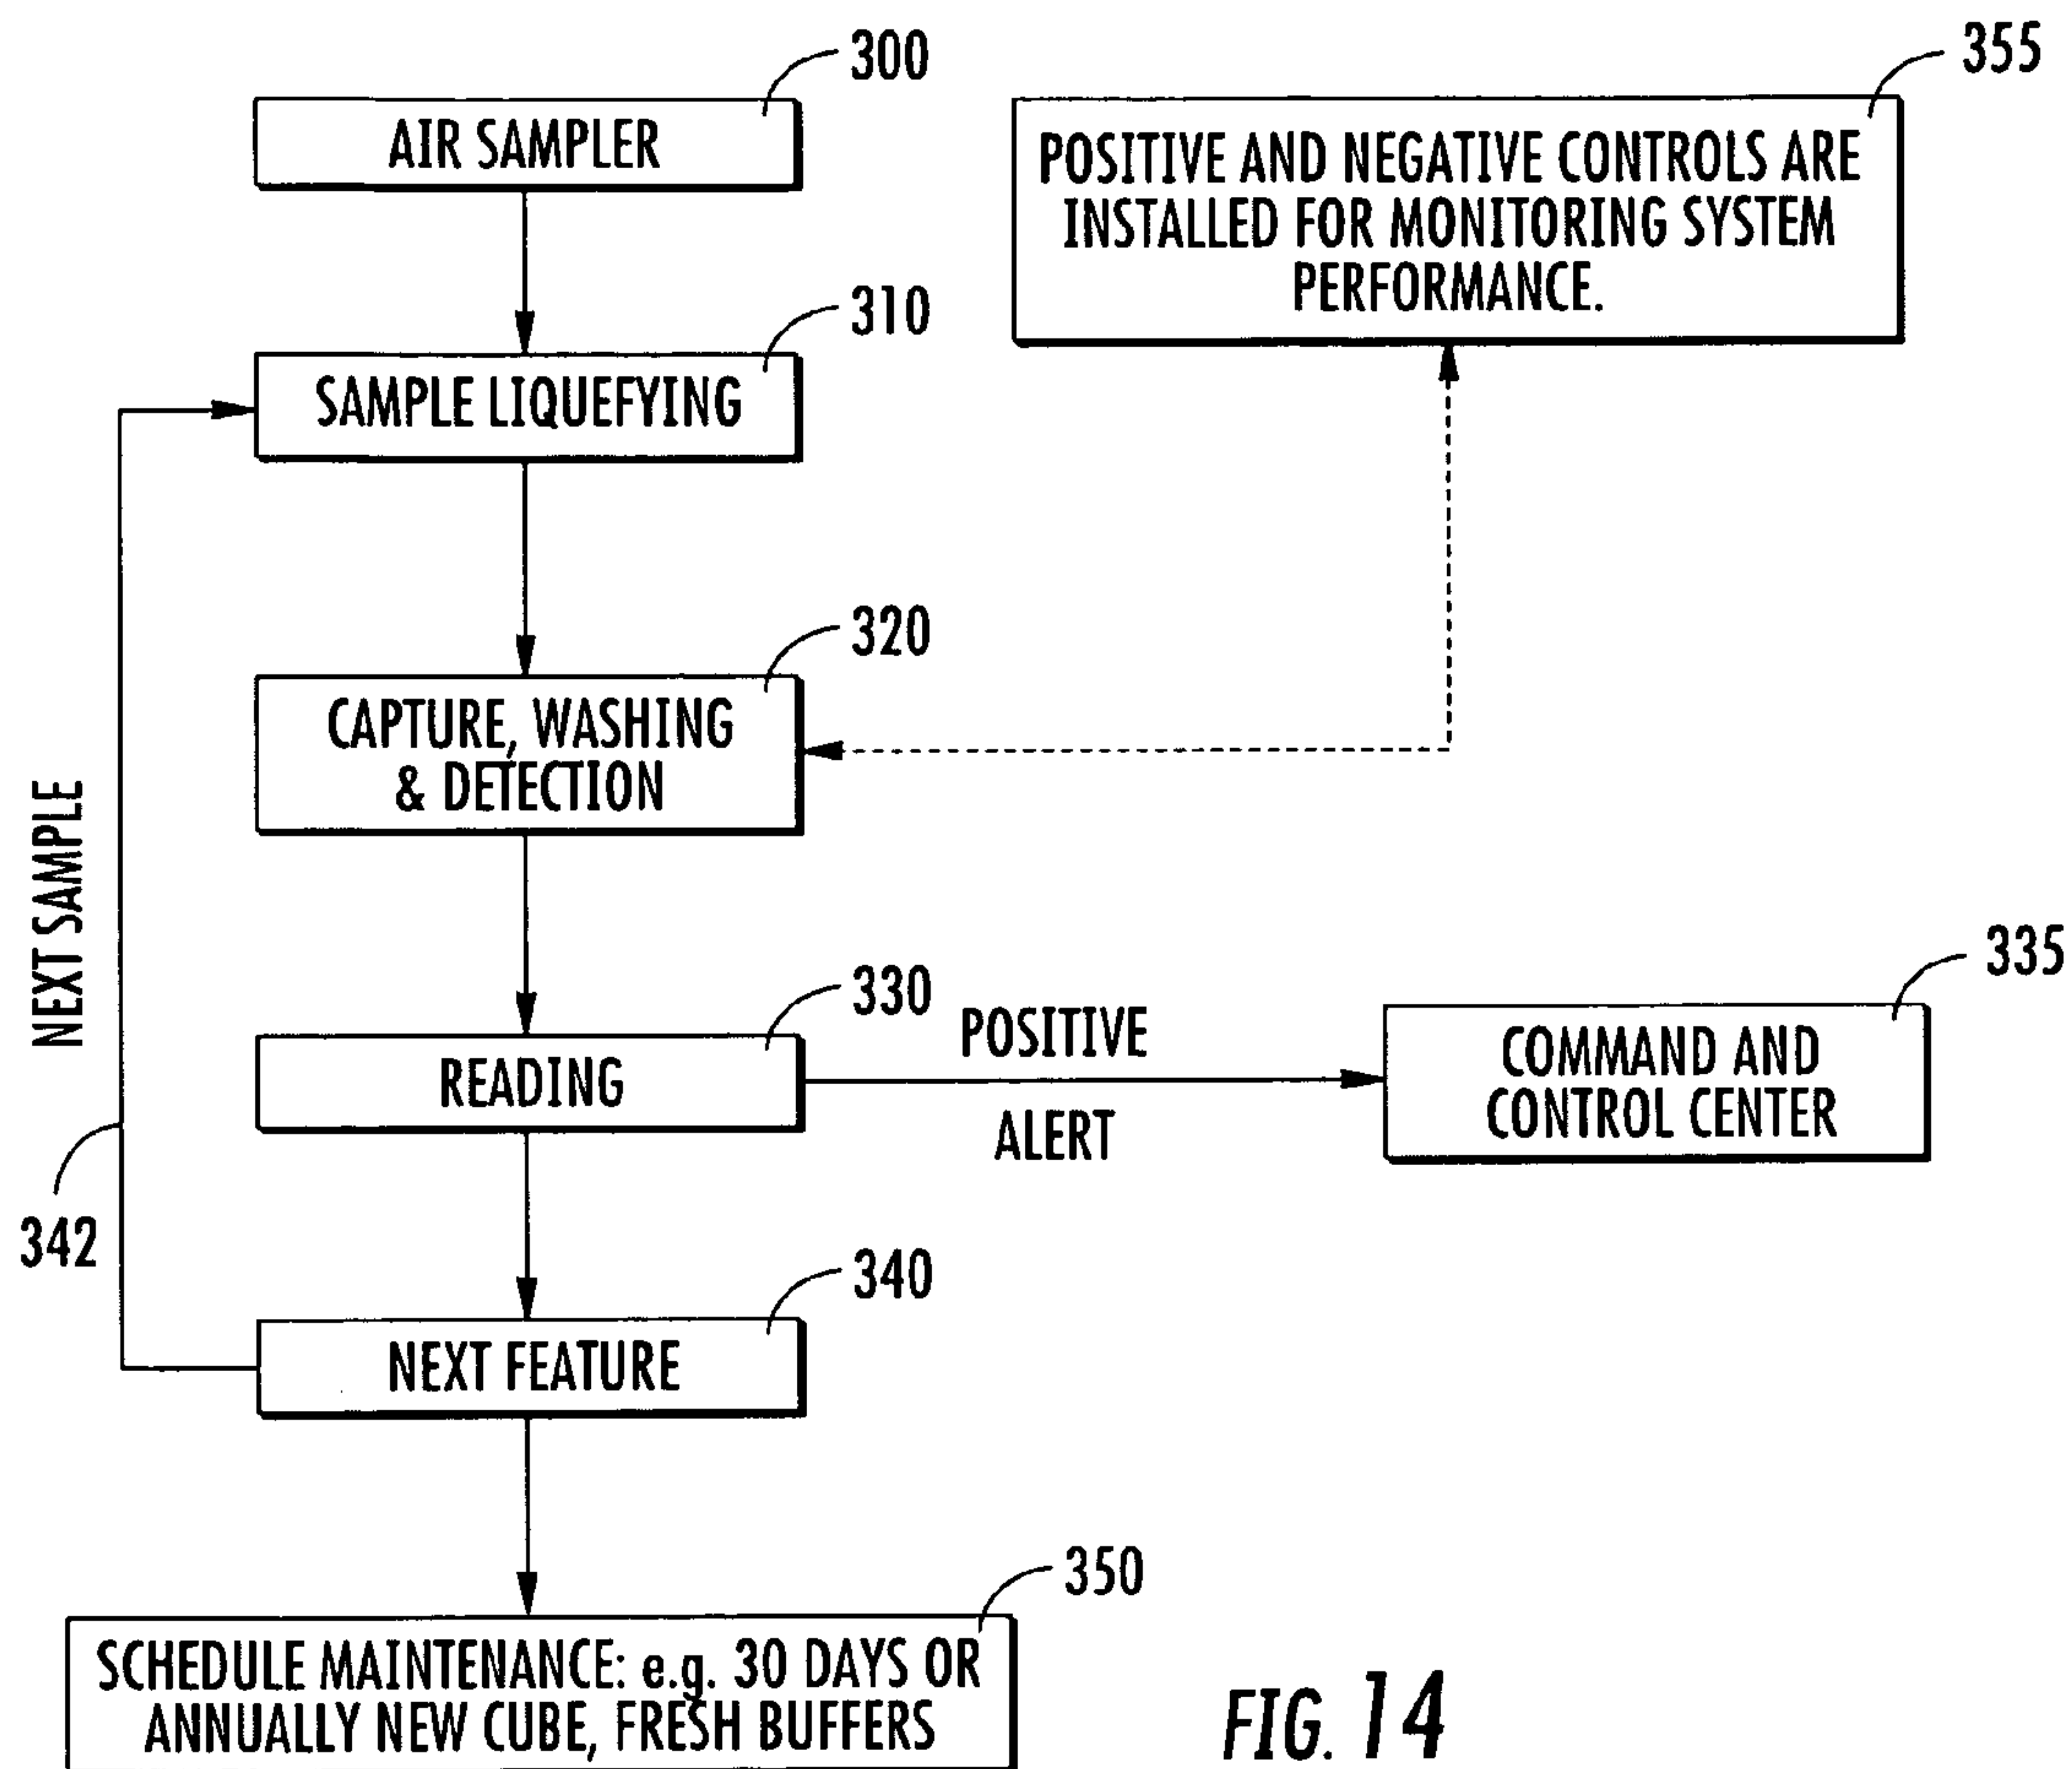 300
AIR SAMPLER
355
POSITIVE AND NEGATIVE CONTROLS ARE
INSTALLED FOR MONITORING SYSTEM
PERFORMANCE.
310
SAMPLE LIQUEFYING
320
CAPTURE, WASHING
& DETECTION
NEXT SAMPLE
342
330
READING
POSITIVE
ALERT
335
COMMAND AND
CONTROL CENTER
340
NEXT FEATURE
350
SCHEDULE MAINTENANCE: e.g. 30 DAYS OR
ANNUALLY NEW CUBE, FRESH BUFFERS
FIG. 14